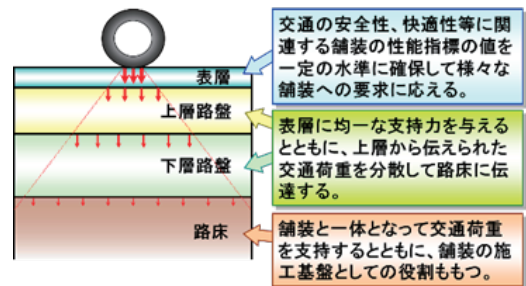 表層
上層路盤
下層路盤
路床
交通の安全性、快適性等に関
連する舗装の性能指標の値を
一定の水準に確保して様々な
舗装への要求に応える。
表層に均一な支持力を与える
とともに、上層から伝えられた
交通荷重を分散して路床に伝
達する。
舗装と一体となって交通荷重
を支持するとともに、舗装の施
工基盤としての役割ももつ。